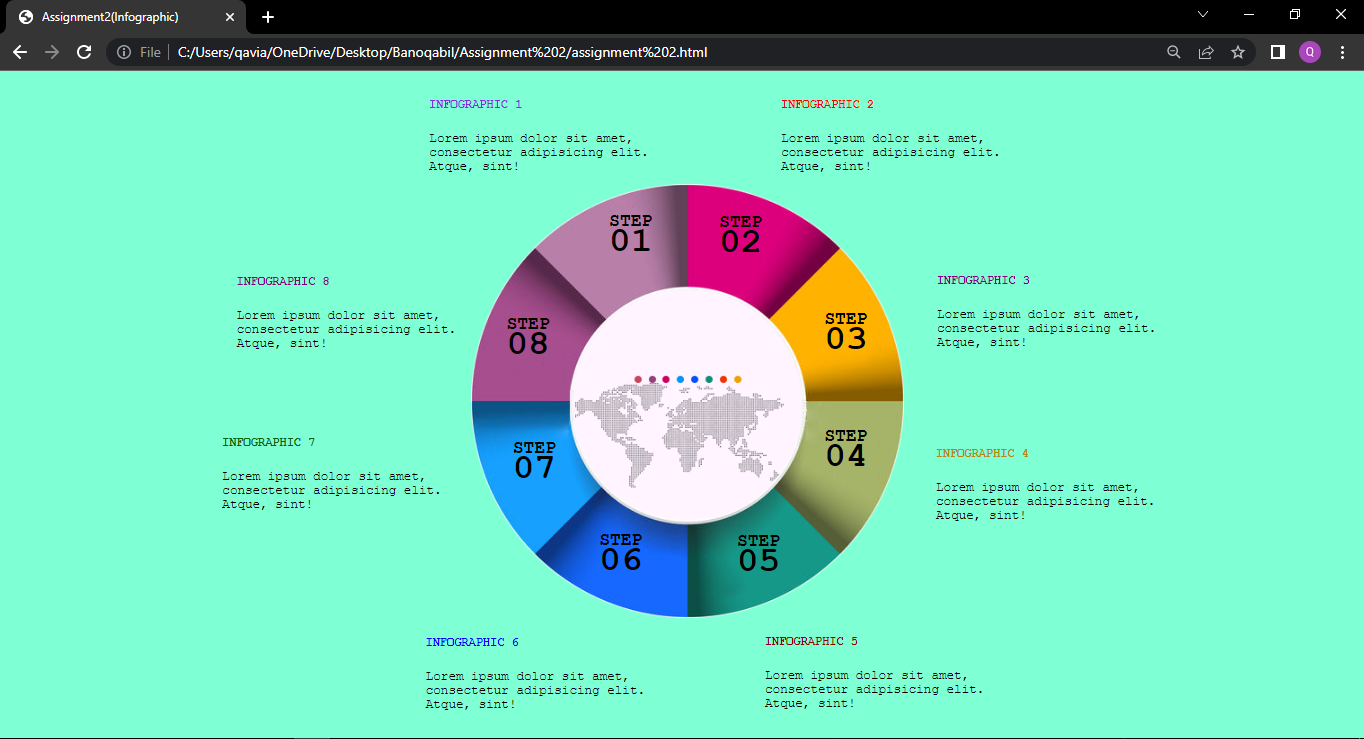 Assignment2(Infographic)
File
C:/Users/qavia/OneDrive/Desktop/Banoqabil/Assignment%202/assignment%202.html
Q
INFOGRAPHIC 1
Lorem ipsum dolor sit amet,
consectetur adipisicing elit.
Atque, sint!
INFOGRAPHIC 2
Lorem ipsum dolor sit amet,
consectetur adipisicing elit.
Atque, sint!
STEP
01
STEP
02
INFOGRAPHIC 8
Lorem ipsum dolor sit amet,
consectetur adipisicing elit.
Atque, sint!
STEP
08
STEP
03
INFOGRAPHIC 3
Lorem ipsum dolor sit amet,
consectetur adipisicing elit.
Atque, sint!
INFOGRAPHIC 7
Lorem ipsum dolor sit amet,
consectetur adipisicing elit.
Atque, sint!
STEP
07
STEP
04
INFOGRAPHIC 4
Lorem ipsum dolor sit amet,
consectetur adipisicing elit.
Atque, sint!
STEP
06
STEP
05
INFOGRAPHIC 6
Lorem ipsum dolor sit amet,
consectetur adipisicing elit.
Atque, sint!
INFOGRAPHIC 5
Lorem ipsum dolor sit amet,
consectetur adipisicing elit.
Atque, sint!